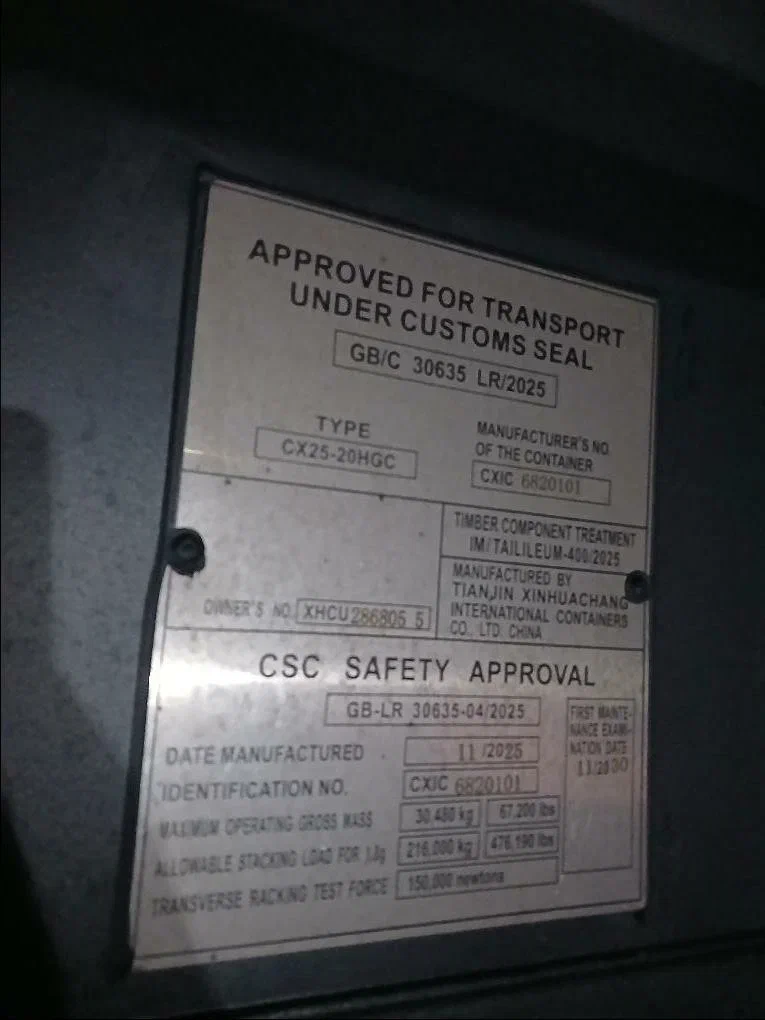 APPROVED FOR TRANSPORT
UNDER CUSTOMS SEAL
GB/C 30635 LR/2025
TYPE
CX25-20HGC
MANUFACTURER'S NO.
OF THE CONTAINER
CXIC 6820101
TIMBER COMPONENT TREATMENT
IM/TAILILEUM-400/2025
MANUFACTURED BY
TIANJIN XINHUACHANG
INTERNATIONAL CONTAINERS
CO., LTD. CHINA
OWNER'S NO. XHCU 286805 5
CSC SAFETY APPROVAL
GB-LR 30635-04/2025
DATE MANUFACTURED 11/2025
IDENTIFICATION NO. CXIC 6820101
MAXIMUM OPERATING GROSS MASS 30,480 kg 67,200 lbs
ALLOWABLE STACKING LOAD FOR 1.8g 216,000 kg 476,190 lbs
TRANSVERSE RACKING TEST FORCE 150,000 newtons
FIRST MAINTE-
NANCE EXAMI-
NATION DATE
11/2030